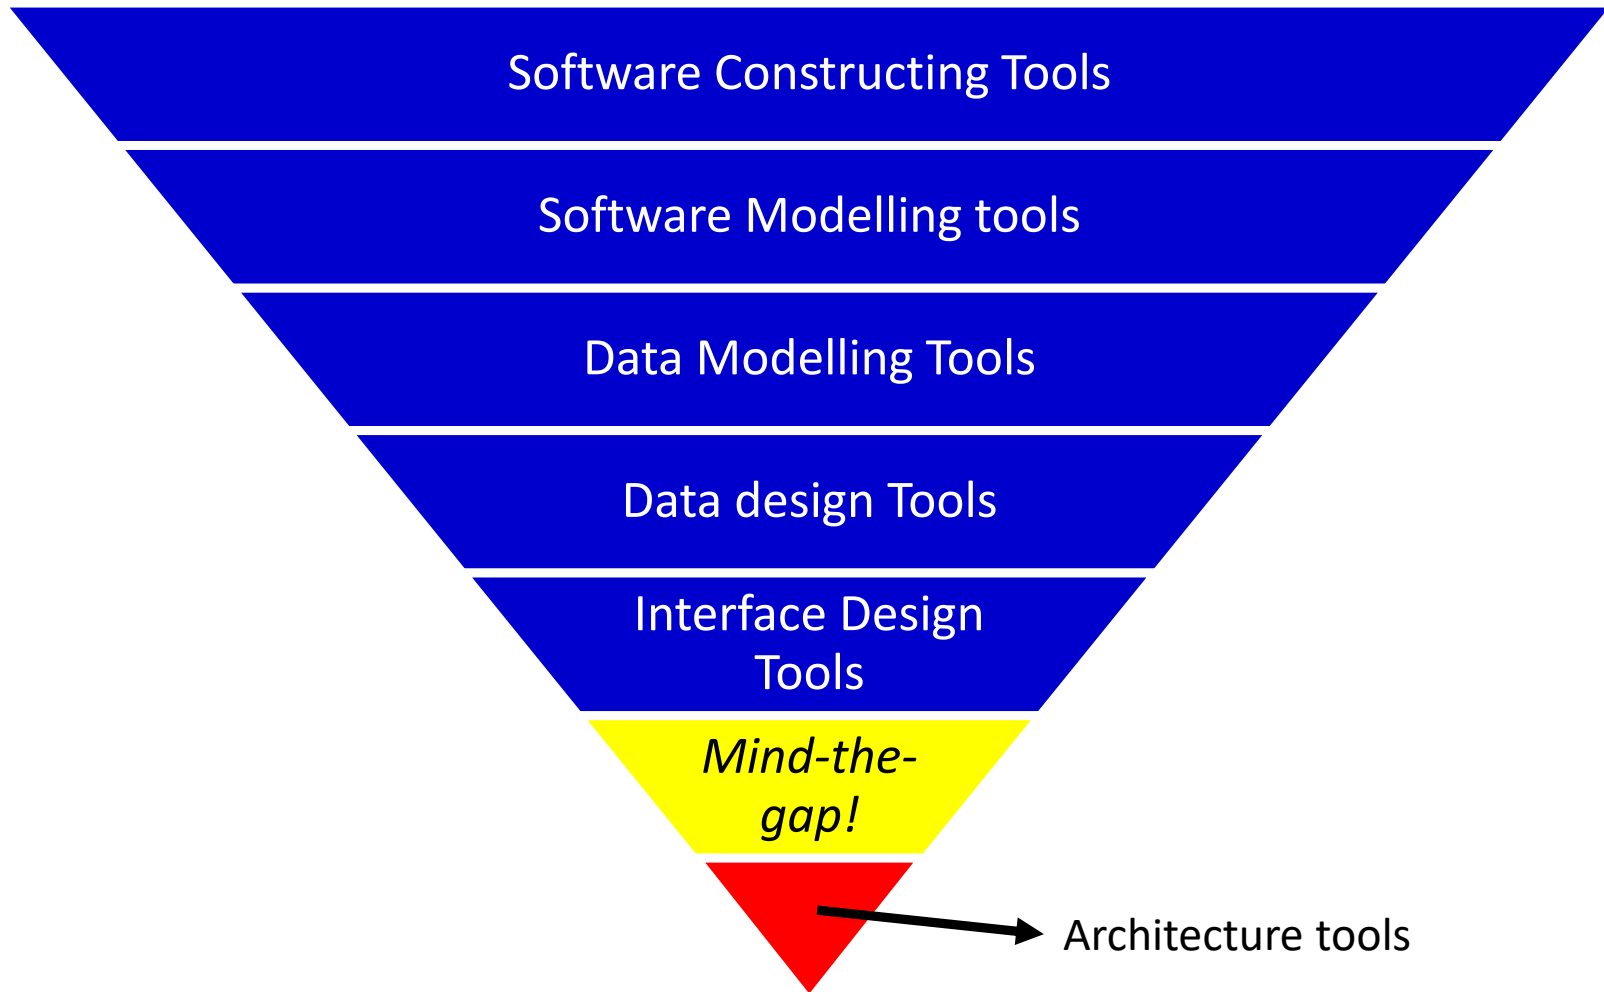 Software Constructing Tools
Software Modelling tools
Data Modelling Tools
Data design Tools
Interface Design
Tools
Mind-the-
gap!
Architecture tools